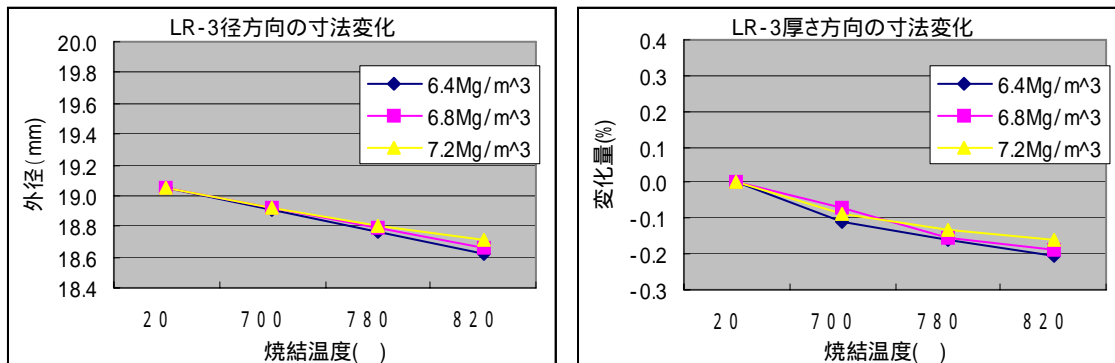 LR-3径方向の寸法変化
20.0
19.8
19.6
19.4
19.2
19.0
18.8
18.6
18.4
外径(mm)
6.4Mg/m^3
6.8Mg/m^3
7.2Mg/m^3
20 700 780 820
焼結温度( )
LR-3厚さ方向の寸法変化
0.4
0.3
0.2
0.1
0.0
-0.1
-0.2
-0.3
変化量(%)
6.4Mg/m^3
6.8Mg/m^3
7.2Mg/m^3
20 700 780 820
焼結温度( )